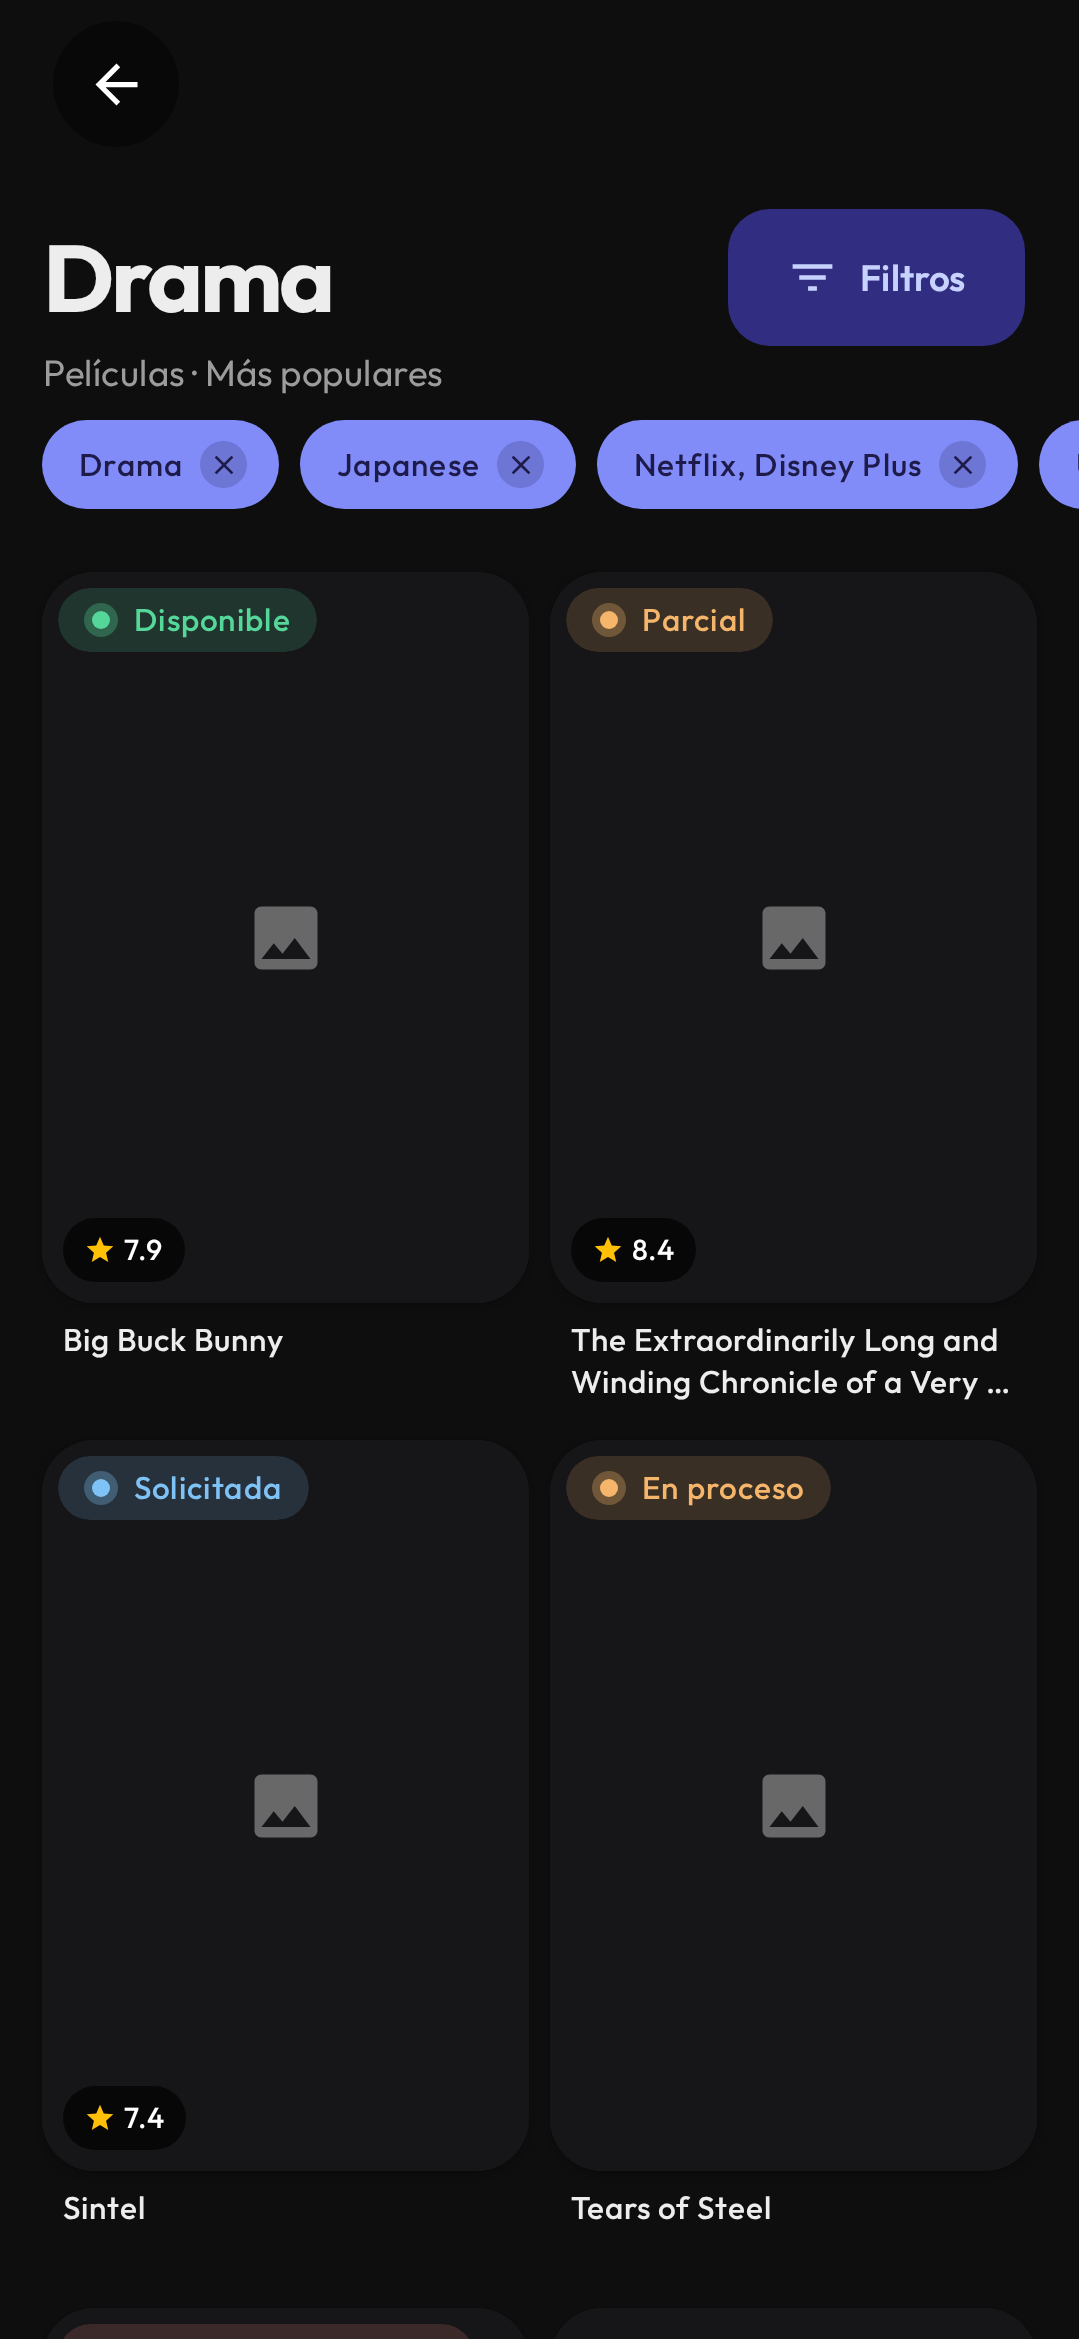 Drama
Filtros
Películas · Más populares
Drama
Japanese
Netflix, Disney Plus
Disponible
Parcial
7.9
8.4
Big Buck Bunny
The Extraordinarily Long and
Winding Chronicle of a Very ...
Solicitada
En proceso
7.4
Sintel
Tears of Steel